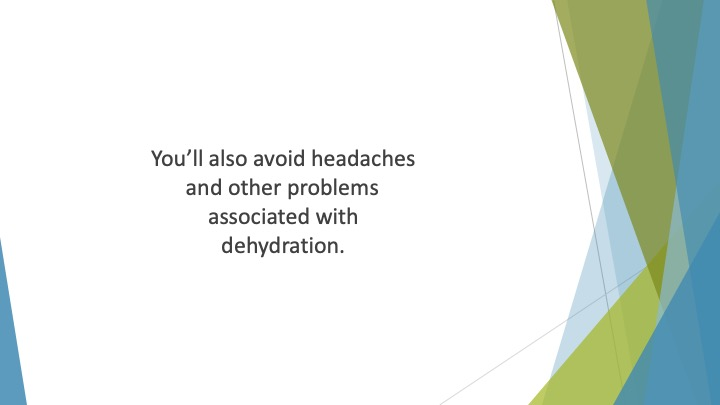 You’ll also avoid headaches
and other problems
associated with
dehydration.